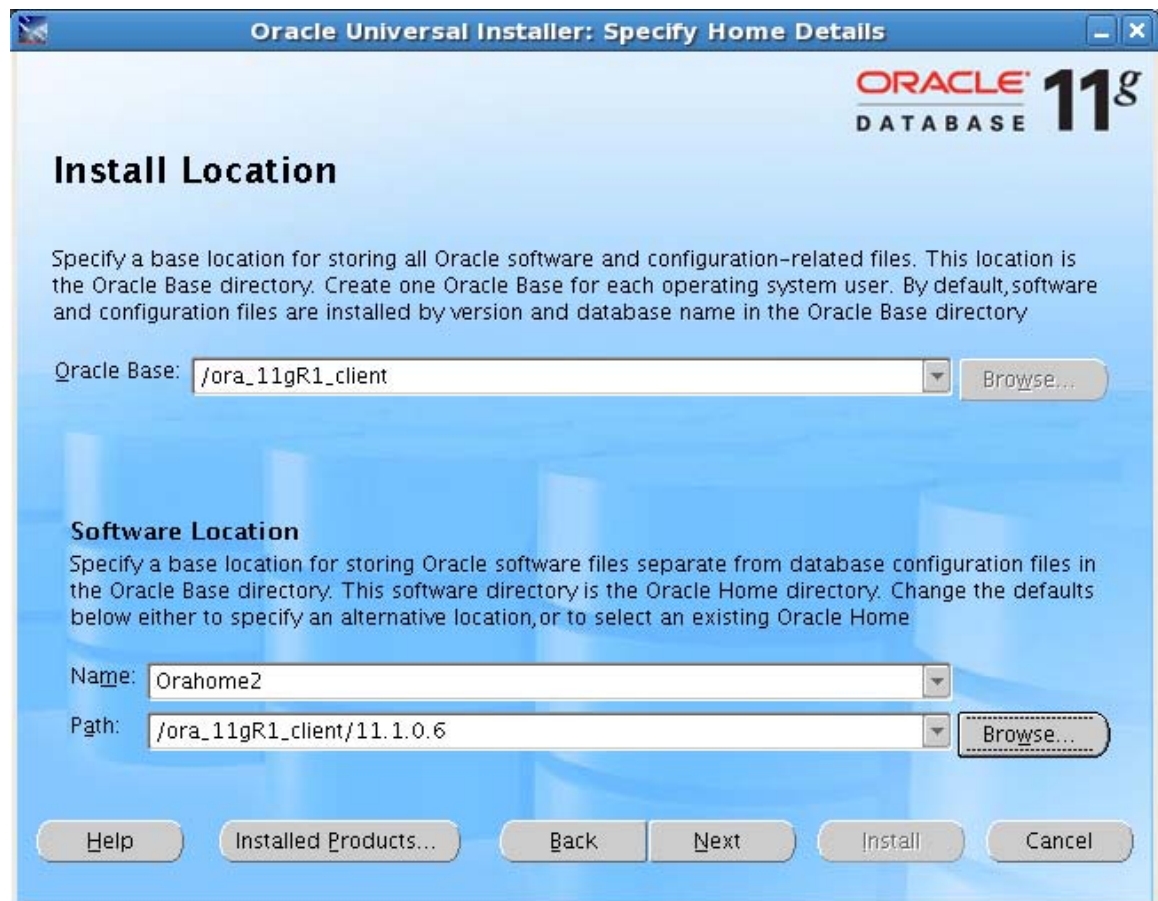 Oracle Universal Installer: Specify Home Details
ORACLE 11g
DATABASE
Install Location
Specify a base location for storing all Oracle software and configuration-related files. This location is
the Oracle Base directory. Create one Oracle Base for each operating system user. By default,software
and configuration files are installed by version and database name in the Oracle Base directory
Oracle Base: /ora_11gR1_client Browse...
Software Location
Specify a base location for storing Oracle software files separate from database configuration files in
the Oracle Base directory. This software directory is the Oracle Home directory. Change the defaults
below either to specify an alternative location,or to select an existing Oracle Home
Name: Orahome2
Path: /ora_11gR1_client/11.1.0.6 Browse...
Help Installed Products... Back Next Install Cancel